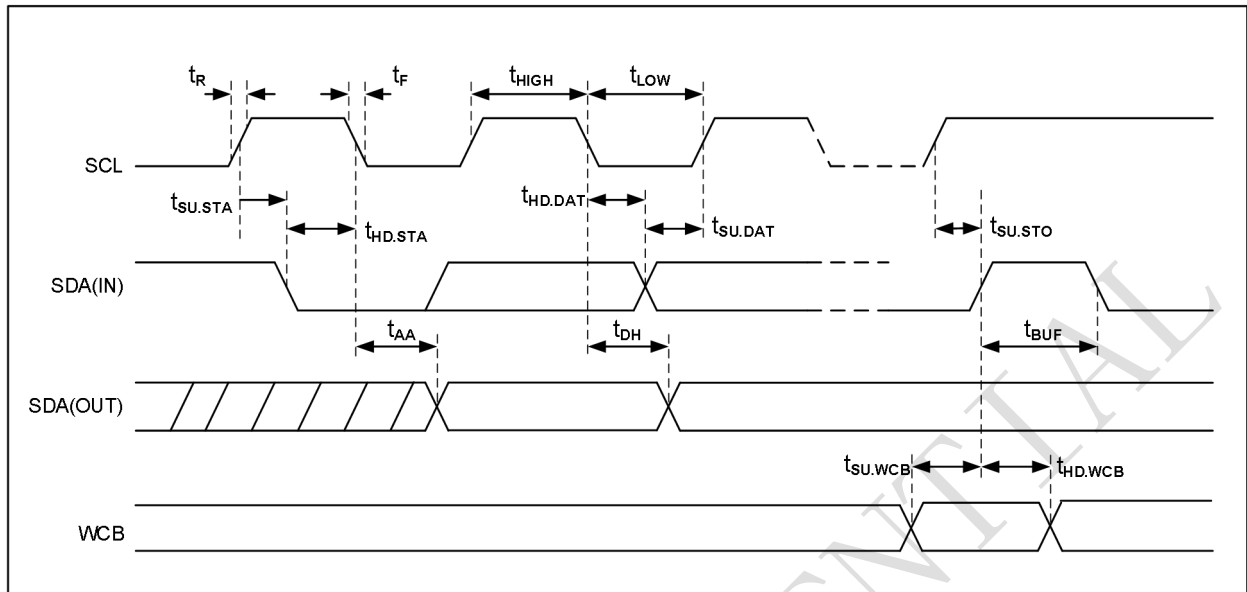 tR
tF
tHIGH
tLOW
SCL
tSU.STA
tHD.STA
tHD.DAT
tSU.DAT
tSU.STO
SDA(IN)
tAA
tDH
tBUF
SDA(OUT)
tSU.WCB
tHD.WCB
WCB
NTIAL